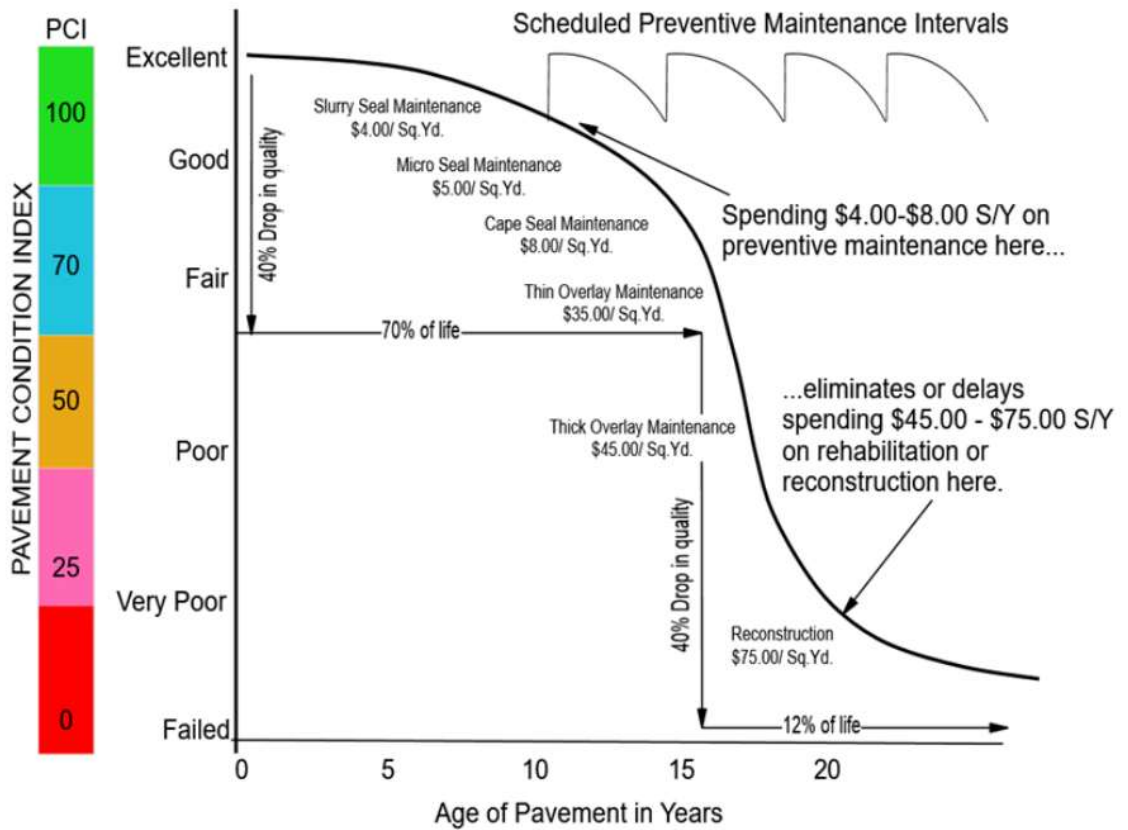 PCI
Scheduled Preventive Maintenance Intervals
Excellent
100
Slurry Seal Maintenance
$4.00/ Sq.Yd.
Good
Micro Seal Maintenance
$5.00/ Sq.Yd.
40% Drop in quality
Spending $4.00-$8.00 S/Y on
preventive maintenance here...
Cape Seal Maintenance
$8.00/ Sq.Yd.
70
Fair
Thin Overlay Maintenance
$35.00/ Sq.Yd.
70% of life
PAVEMENT CONDITION INDEX
50
...eliminates or delays
spending $45.00 - $75.00 S/Y
on rehabilitation or
reconstruction here.
Poor
Thick Overlay Maintenance
$45.00/ Sq.Yd.
25
40% Drop in quality
Very Poor
Reconstruction
$75.00/ Sq.Yd.
0
Failed
12% of life
0 5 10 15 20
Age of Pavement in Years